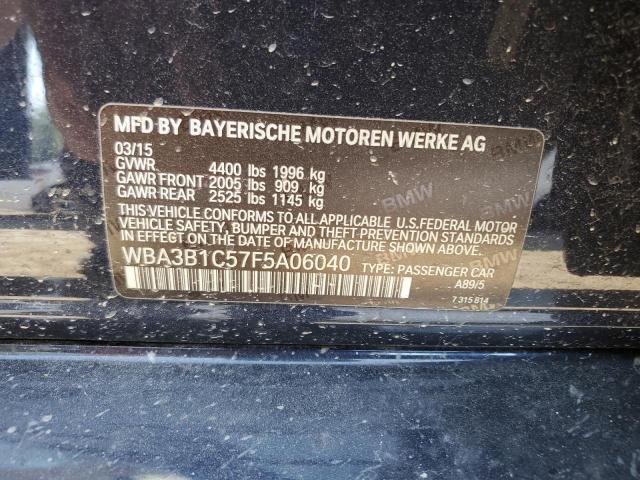 MFD BY BAYERISCHE MOTOREN WERKE AG
03/15
GVWR 4400 lbs 1996 kg
GAWR FRONT 2005 lbs 909 kg
GAWR REAR 2525 lbs 1145 kg
THIS VEHICLE CONFORMS TO ALL APPLICABLE U.S.FEDERAL MOTOR
VEHICLE SAFETY, BUMPER AND THEFT PREVENTION STANDARDS
IN EFFECT ON THE DATE OF MANUFACTURE SHOWN ABOVE.
WBA3B1C57F5A06040 TYPE: PASSENGER CAR
A89/5
7 315 814